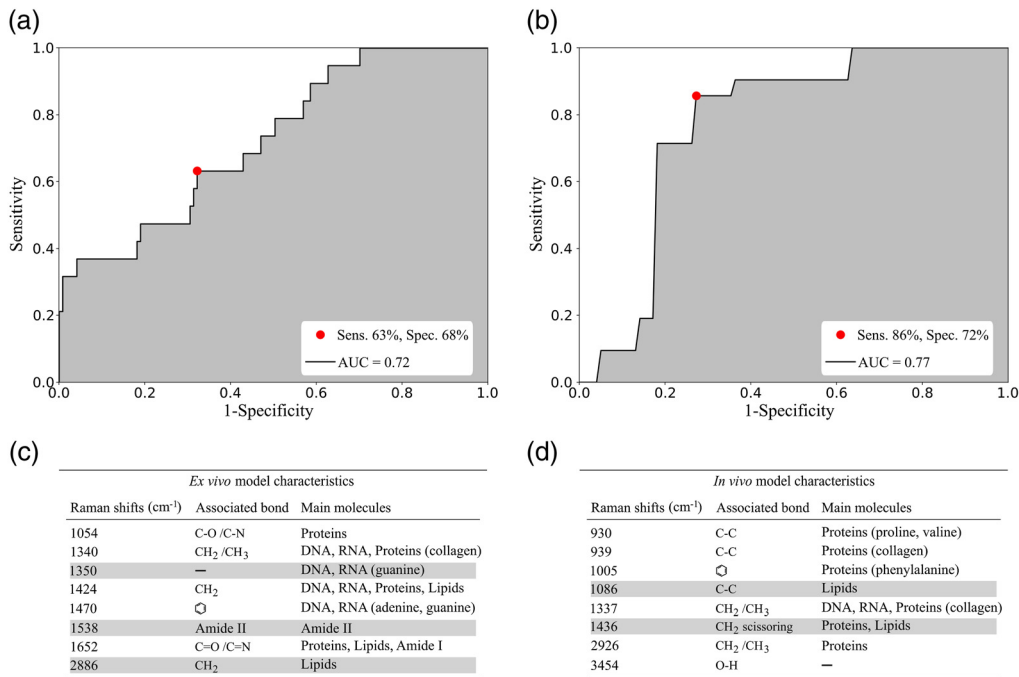 (a)
1.0
0.8
0.6
0.4
0.2
0.0
Sensitivity
Sens. 63%, Spec. 68%
AUC = 0.72
0.0 0.2 0.4 0.6 0.8 1.0
1-Specificity
(b)
1.0
0.8
0.6
0.4
0.2
0.0
Sensitivity
Sens. 86%, Spec. 72%
AUC = 0.77
0.0 0.2 0.4 0.6 0.8 1.0
1-Specificity
(c)
Ex vivo model characteristics
Raman shifts (cm⁻¹) Associated bond Main molecules
1054 C-O /C-N Proteins
1340 CH₂ /CH₃ DNA, RNA, Proteins (collagen)
1350 – DNA, RNA (guanine)
1424 CH₂ DNA, RNA, Proteins, Lipids
1470 DNA, RNA (adenine, guanine)
1538 Amide II Amide II
1652 C=O /C=N Proteins, Lipids, Amide I
2886 CH₂ Lipids
(d)
In vivo model characteristics
Raman shifts (cm⁻¹) Associated bond Main molecules
930 C-C Proteins (proline, valine)
939 C-C Proteins (collagen)
1005 Proteins (phenylalanine)
1086 C-C Lipids
1337 CH₂ /CH₃ DNA, RNA, Proteins (collagen)
1436 CH₂ scissoring Proteins, Lipids
2926 CH₂ /CH₃ Proteins
3454 O-H –